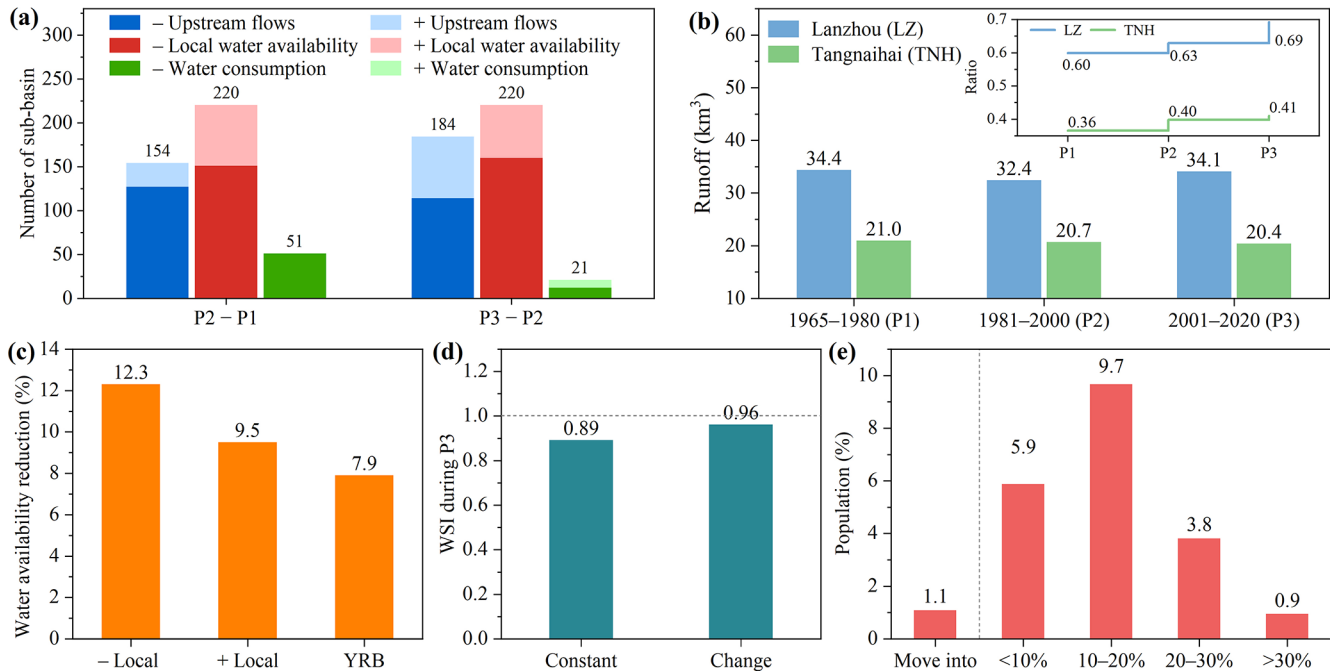 (a)
– Upstream flows
+ Upstream flows
– Local water availability
+ Local water availability
– Water consumption
+ Water consumption
Number of sub-basin
300
250
200
150
100
50
0
154
220
51
184
220
21
P2 – P1
P3 – P2
(b)
Lanzhou (LZ)
Tangnaihai (TNH)
Runoff (km³)
60
50
40
30
20
10
34.4
21.0
32.4
20.7
34.1
20.4
1965–1980 (P1)
1981–2000 (P2)
2001–2020 (P3)
LZ
TNH
Ratio
0.7
0.6
0.5
0.4
0.60
0.63
0.69
0.36
0.40
0.41
P1
P2
P3
(c)
Water availability reduction (%)
14
12
10
8
6
4
2
0
12.3
9.5
7.9
– Local
+ Local
YRB
(d)
WSI during P3
1.2
1.0
0.8
0.6
0.4
0.2
0.0
0.89
0.96
Constant
Change
(e)
Population (%)
10
8
6
4
2
0
1.1
5.9
9.7
3.8
0.9
Move into
<10%
10–20%
20–30%
>30%